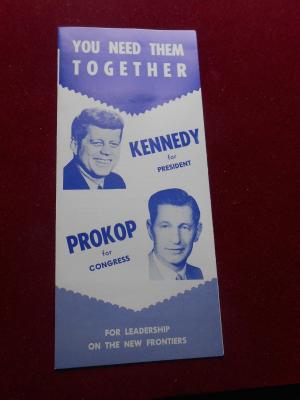 YOU NEED THEM
TOGETHER
KENNEDY
for
PRESIDENT
PROKOP
for
CONGRESS
FOR LEADERSHIP
ON THE NEW FRONTIERS